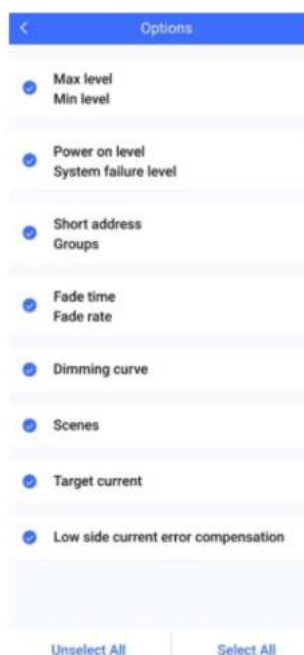 Options
Max level
Min level
Power on level
System failure level
Short address
Groups
Fade time
Fade rate
Dimming curve
Scenes
Target current
Low side current error compensation
Unselect All
Select All